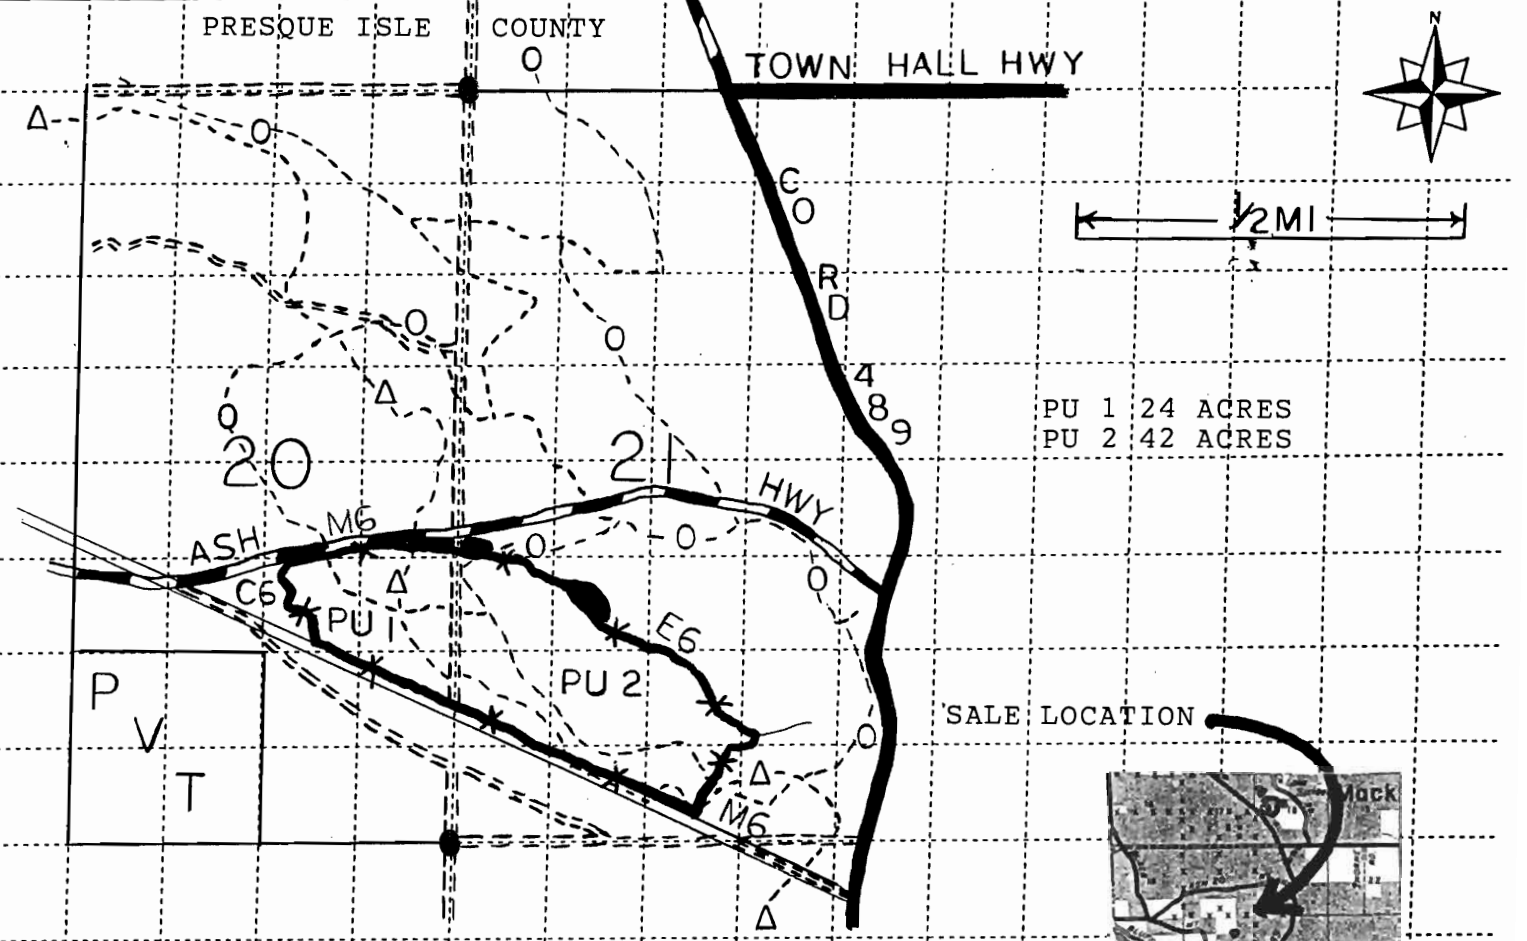 PRESQUE ISLE COUNTY
N
O
TOWN HALL HWY
Δ
O
CO
RD
489
1/2 MI
O
O
Δ
Q
PU 1 24 ACRES
PU 2 42 ACRES
20
21
HWY
M6
ASH
O
O
O
Δ
C6
PU 1
E6
PU 2
P
V
T
SALE LOCATION
O
Δ
M6
Mack
Δ